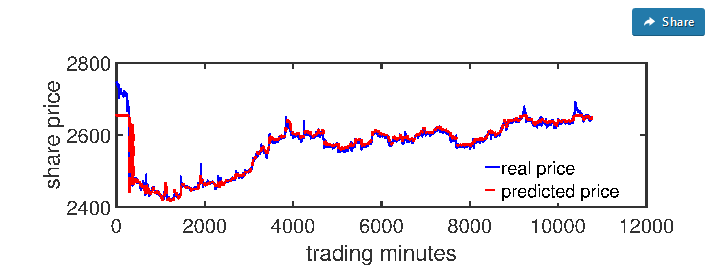 Share
2800
2600
2400
share price
real price
predicted price
0 2000 4000 6000 8000 10000 12000
trading minutes